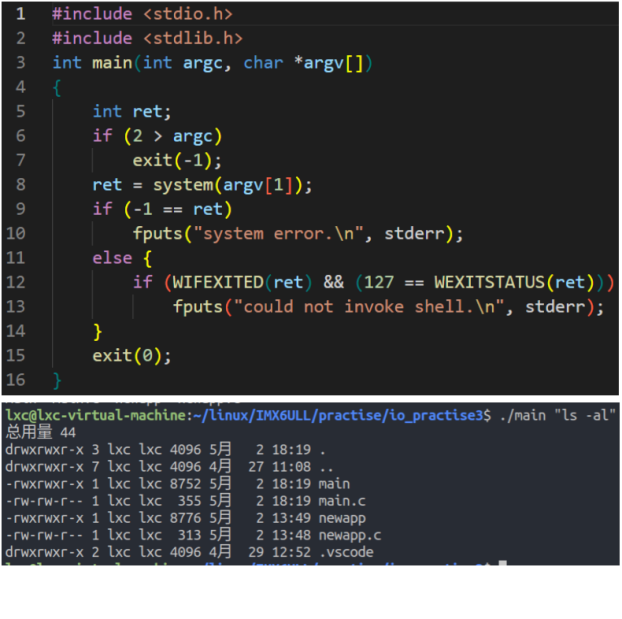 1 #include <stdio.h>
2 #include <stdlib.h>
3 int main(int argc, char *argv[])
4 {
5     int ret;
6     if (2 > argc)
7         exit(-1);
8     ret = system(argv[1]);
9     if (-1 == ret)
10         fputs("system error.\n", stderr);
11     else {
12         if (WIFEXITED(ret) && (127 == WEXITSTATUS(ret)))
13             fputs("could not invoke shell.\n", stderr);
14     }
15     exit(0);
16 }
lxc@lxc-virtual-machine:~/linux/IMX6ULL/practise/io_practise3$ ./main "ls -al"
总用量 44
drwxrwxr-x 3 lxc lxc 4096 5月   2 18:19 .
drwxrwxr-x 7 lxc lxc 4096 4月  27 11:08 ..
-rwxrwxr-x 1 lxc lxc 8752 5月   2 18:19 main
-rw-rw-r-- 1 lxc lxc  355 5月   2 18:19 main.c
-rwxrwxr-x 1 lxc lxc 8776 5月   2 13:49 newapp
-rw-rw-r-- 1 lxc lxc  313 5月   2 13:48 newapp.c
drwxrwxr-x 2 lxc lxc 4096 4月  29 12:52 .vscode